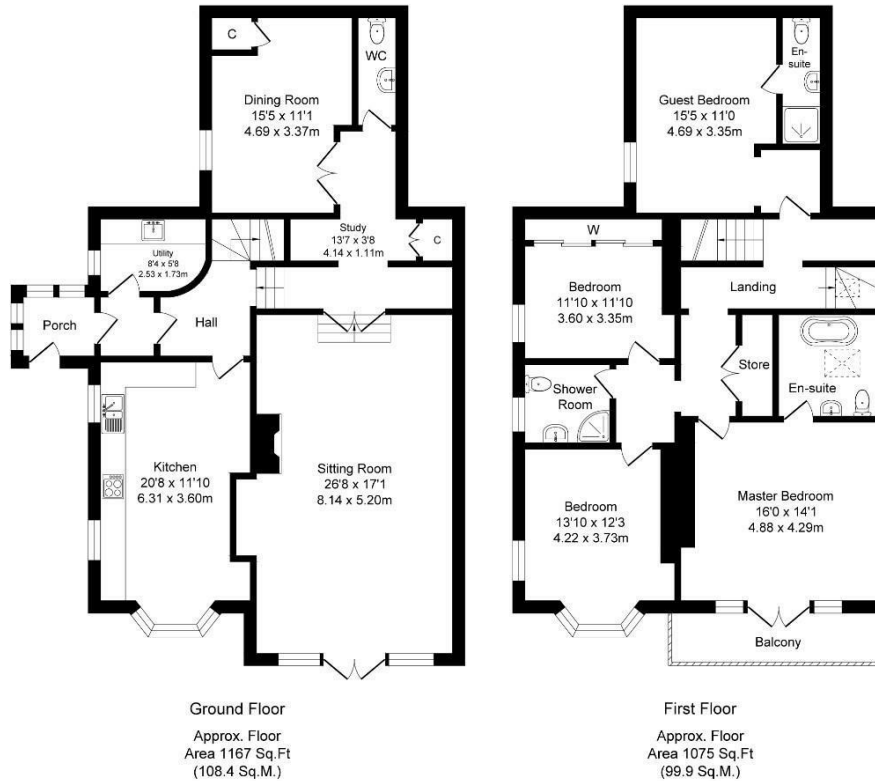 C
WC
Dining Room
15'5 x 11'1
4.69 x 3.37m
Study
13'7 x 3'8
4.14 x 1.11m
C
Utility
8'4 x 5'8
2.53 x 1.73m
Porch
Hall
Kitchen
20'8 x 11'10
6.31 x 3.60m
Sitting Room
26'8 x 17'1
8.14 x 5.20m
Ground Floor
Approx. Floor
Area 1167 Sq.Ft
(108.4 Sq.M.)
En-
suite
Guest Bedroom
15'5 x 11'0
4.69 x 3.35m
W
Bedroom
11'10 x 11'10
3.60 x 3.35m
Landing
Store
En-suite
Shower
Room
Bedroom
13'10 x 12'3
4.22 x 3.73m
Master Bedroom
16'0 x 14'1
4.88 x 4.29m
Balcony
First Floor
Approx. Floor
Area 1075 Sq.Ft
(99.9 Sq.M.)